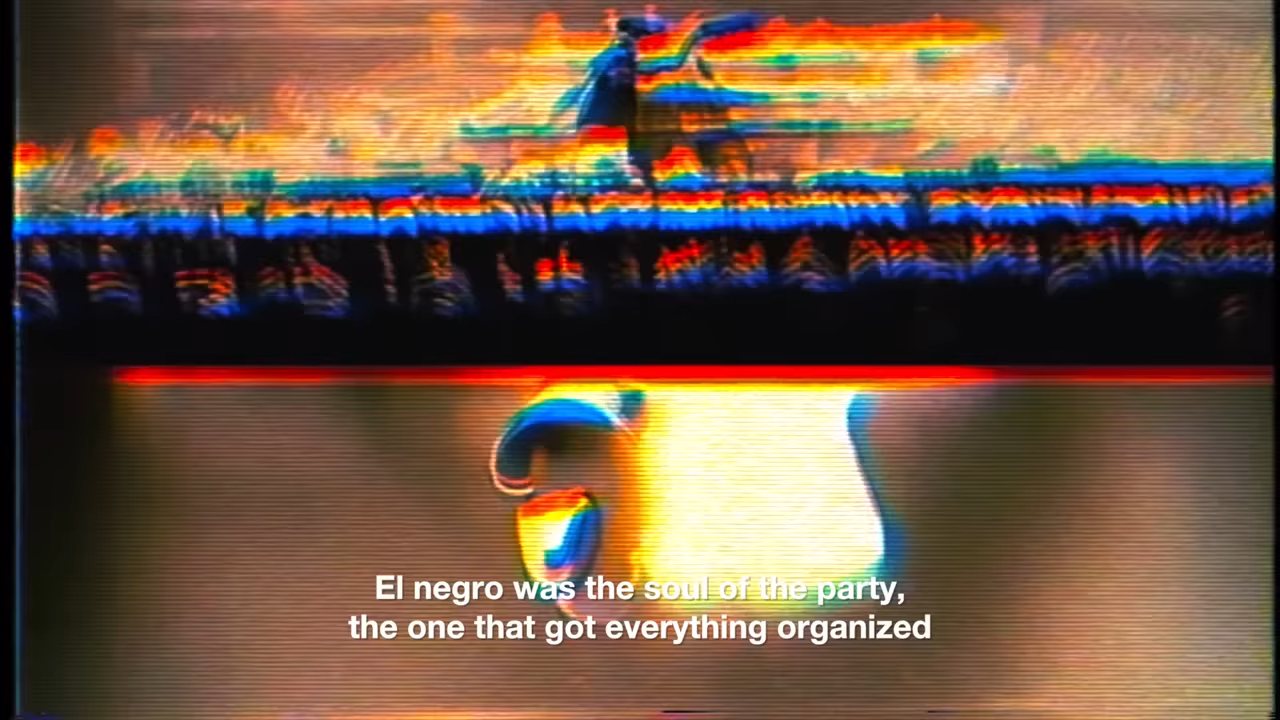 El negro was the soul of the party,
the one that got everything organized